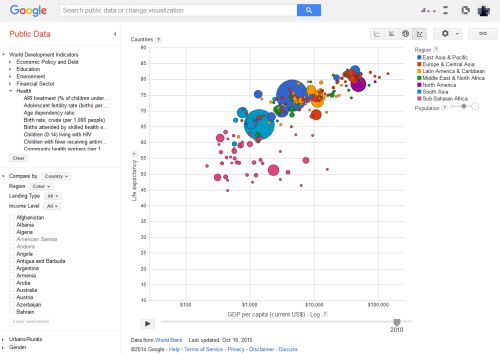 Google
Search public data or change visualization
Public Data
World Development Indicators
Economic Policy and Debt
Education
Environment
Financial Sector
Health
ART treatment (% of children under...
Adolescent fertility rate (births per...
Age dependency ratio
Birth rate, crude (per 1,000 people)
Births attended by skilled health s...
Children (0-14) living with HIV
Children with fever receiving antim...
Community health workers (per 1
Clear
Compare by
Country
Region:
Color
Lending Type
All
Income Level
All
Afghanistan
Albania
Algeria
American Samoa
Andorra
Angola
Antigua and Barbuda
Argentina
Armenia
Aruba
Australia
Austria
Azerbaijan
Bahrain
Clear selections
Urban/Rurals
Gender
Countries
?
90
85
80
75
70
65
60
55
50
45
40
35
30
25
20
15
10
Life expectancy
$100
$1,000
$10,000
$100,000
GDP per capita (current US$) - Log
?
2010
Region
?
East Asia & Pacific
Europe & Central Asia
Latin America & Caribbean
Middle East & North Africa
North America
South Asia
Sub-Saharan Africa
Population
?
Data from World Bank Last updated: Oct 16, 2015
©2014 Google - Help - Terms of Service - Privacy - Disclaimer - Discuss